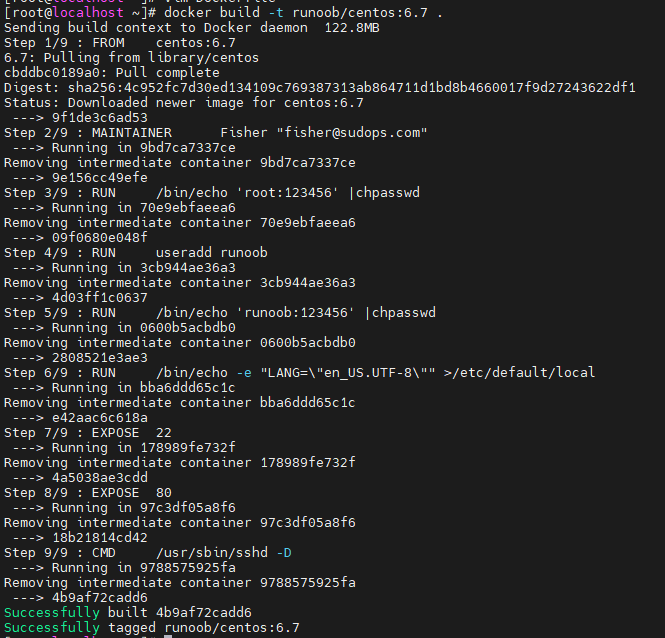 [root@localhost ~]# docker build -t runoob/centos:6.7 .
Sending build context to Docker daemon  122.8MB
Step 1/9 : FROM    centos:6.7
6.7: Pulling from library/centos
cbddbc0189a0: Pull complete
Digest: sha256:4c952fc7d30ed134109c769387313ab864711d1bd8b4660017f9d27243622df1
Status: Downloaded newer image for centos:6.7
 ---> 9f1de3c6ad53
Step 2/9 : MAINTAINER      Fisher "fisher@sudops.com"
 ---> Running in 9bd7ca7337ce
Removing intermediate container 9bd7ca7337ce
 ---> 9e156cc49efe
Step 3/9 : RUN     /bin/echo 'root:123456' |chpasswd
 ---> Running in 70e9ebfaeea6
Removing intermediate container 70e9ebfaeea6
 ---> 09f0680e048f
Step 4/9 : RUN     useradd runoob
 ---> Running in 3cb944ae36a3
Removing intermediate container 3cb944ae36a3
 ---> 4d03ff1c0637
Step 5/9 : RUN     /bin/echo 'runoob:123456' |chpasswd
 ---> Running in 0600b5acbdb0
Removing intermediate container 0600b5acbdb0
 ---> 2808521e3ae3
Step 6/9 : RUN     /bin/echo -e "LANG=\"en_US.UTF-8\"" >/etc/default/local
 ---> Running in bba6ddd65c1c
Removing intermediate container bba6ddd65c1c
 ---> e42aac6c618a
Step 7/9 : EXPOSE  22
 ---> Running in 178989fe732f
Removing intermediate container 178989fe732f
 ---> 4a5038ae3cdd
Step 8/9 : EXPOSE  80
 ---> Running in 97c3df05a8f6
Removing intermediate container 97c3df05a8f6
 ---> 18b21814cd42
Step 9/9 : CMD     /usr/sbin/sshd -D
 ---> Running in 9788575925fa
Removing intermediate container 9788575925fa
 ---> 4b9af72cadd6
Successfully built 4b9af72cadd6
Successfully tagged runoob/centos:6.7